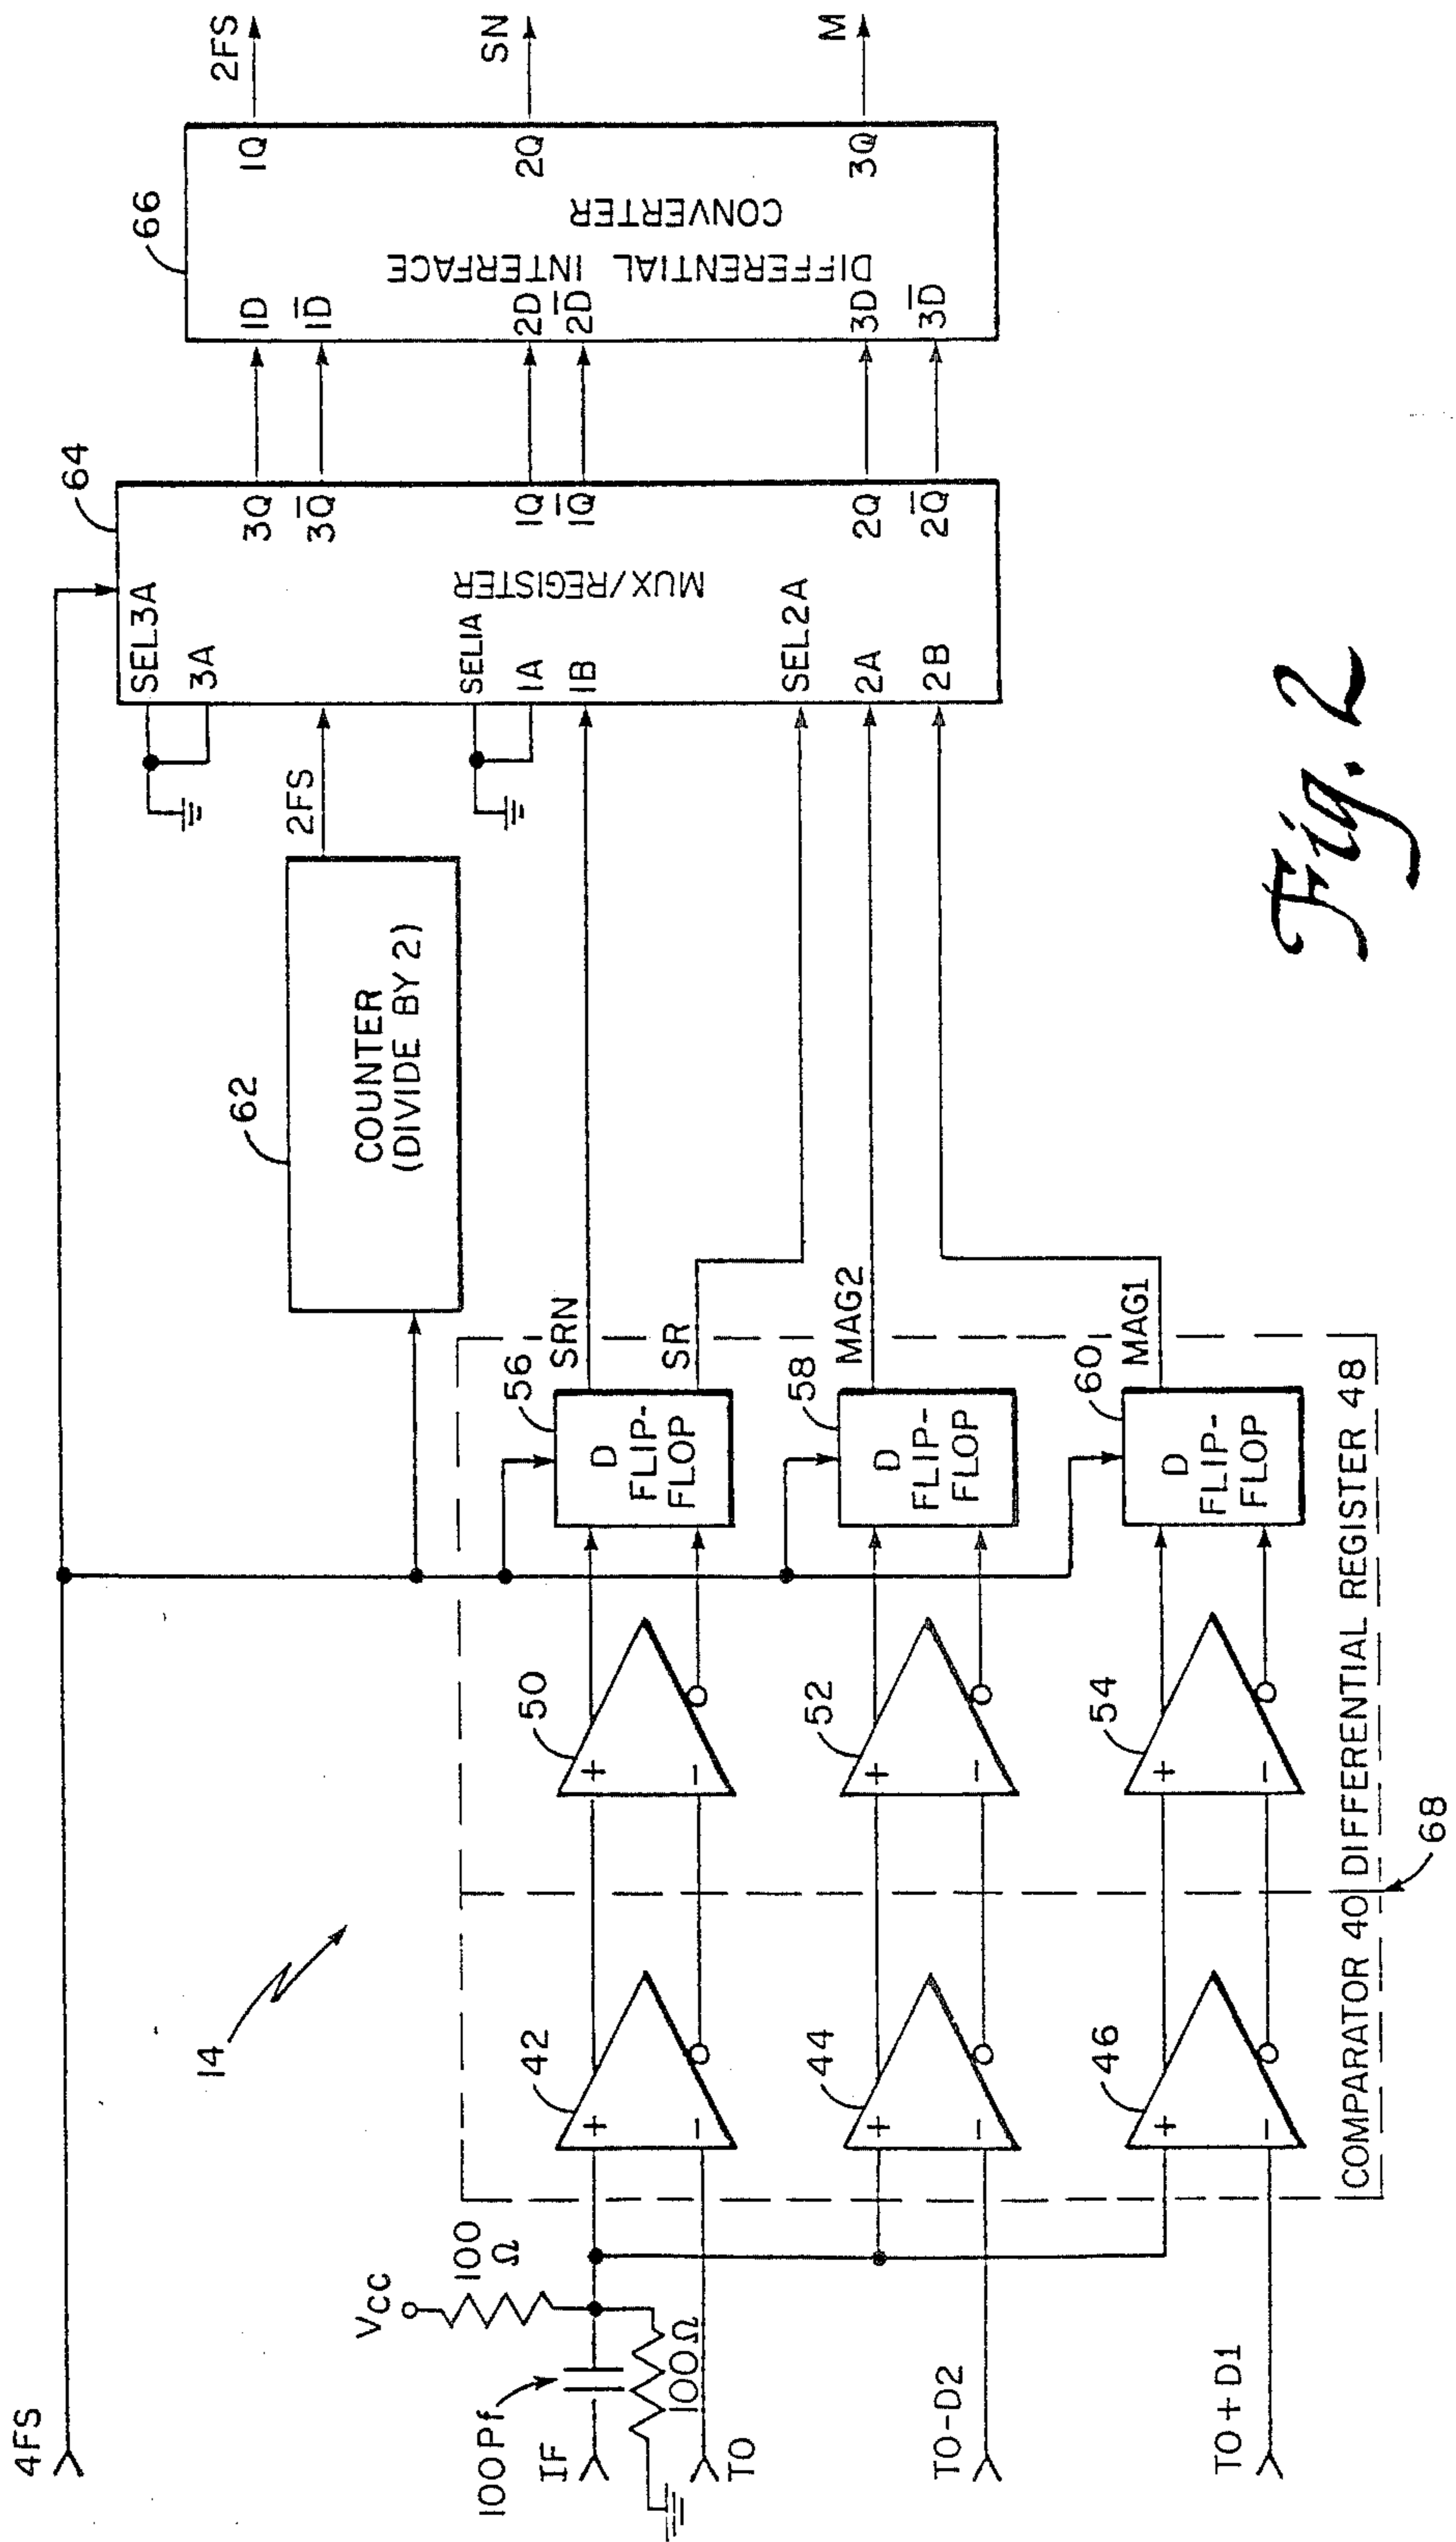 4FS
14
V CC
100
Ω
100Pf
IF
100Ω
TO
TO-D2
TO+D1
42
+
−
44
+
−
46
+
−
50
+
−
52
+
−
54
+
−
COMPARATOR 40
DIFFERENTIAL REGISTER 48
68
56
D
FLIP-
FLOP
58
D
FLIP-
FLOP
60
D
FLIP-
FLOP
SRN
SR
MAG2
MAG1
62
COUNTER
(DIVIDE BY 2)
2FS
64
SEL3A
3A
SEL1A
1A
1B
SEL2A
2A
2B
MUX/REGISTER
3Q
3Q̅
1Q
1Q̅
2Q
2Q̅
66
1D
1D̅
2D
2D̅
3D
3D̅
DIFFERENTIAL INTERFACE
CONVERTER
1Q
2Q
3Q
2FS
SN
M
Fig. 2